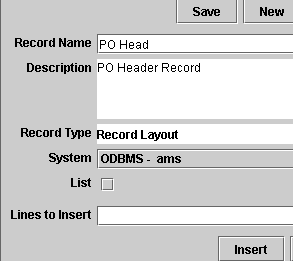 Save New
Record Name PO Head
Description PO Header Record
Record Type Record Layout
System ODBMS - ams
List
Lines to Insert
Insert